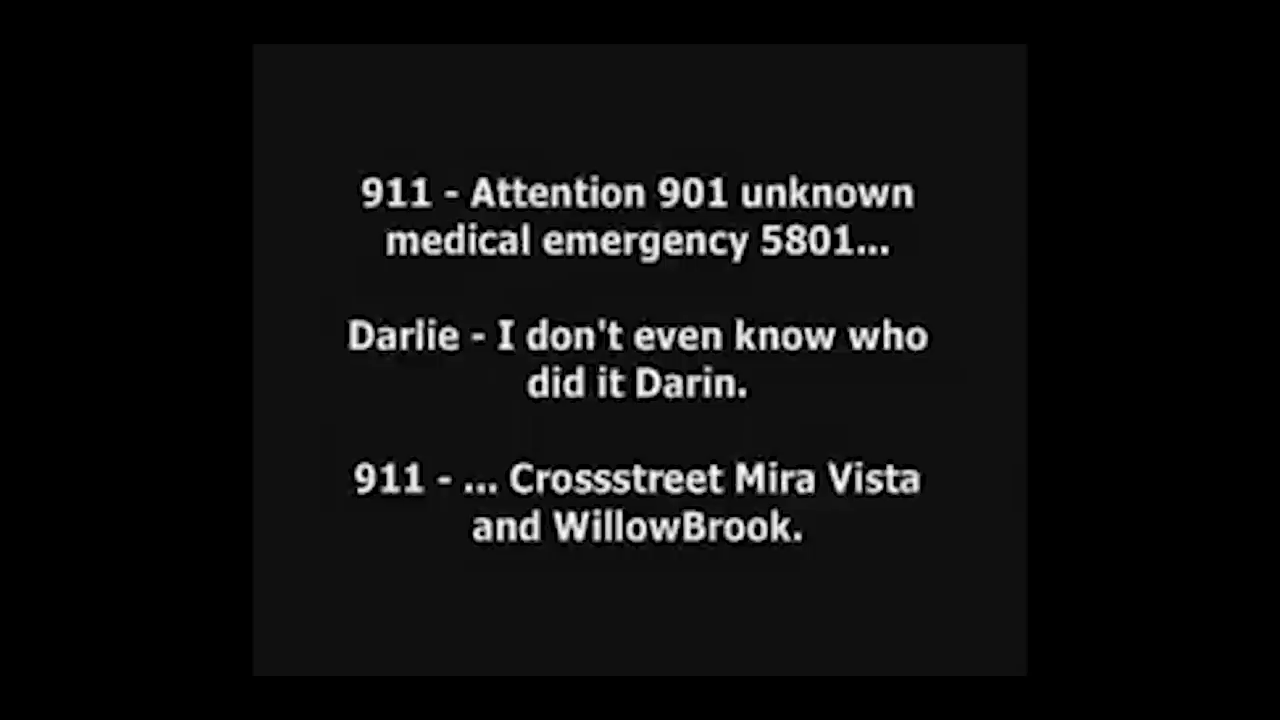 911 - Attention 901 unknown
medical emergency 5801...
Darlie - I don't even know who
did it Darin.
911 - ... Crossstreet Mira Vista
and WillowBrook.